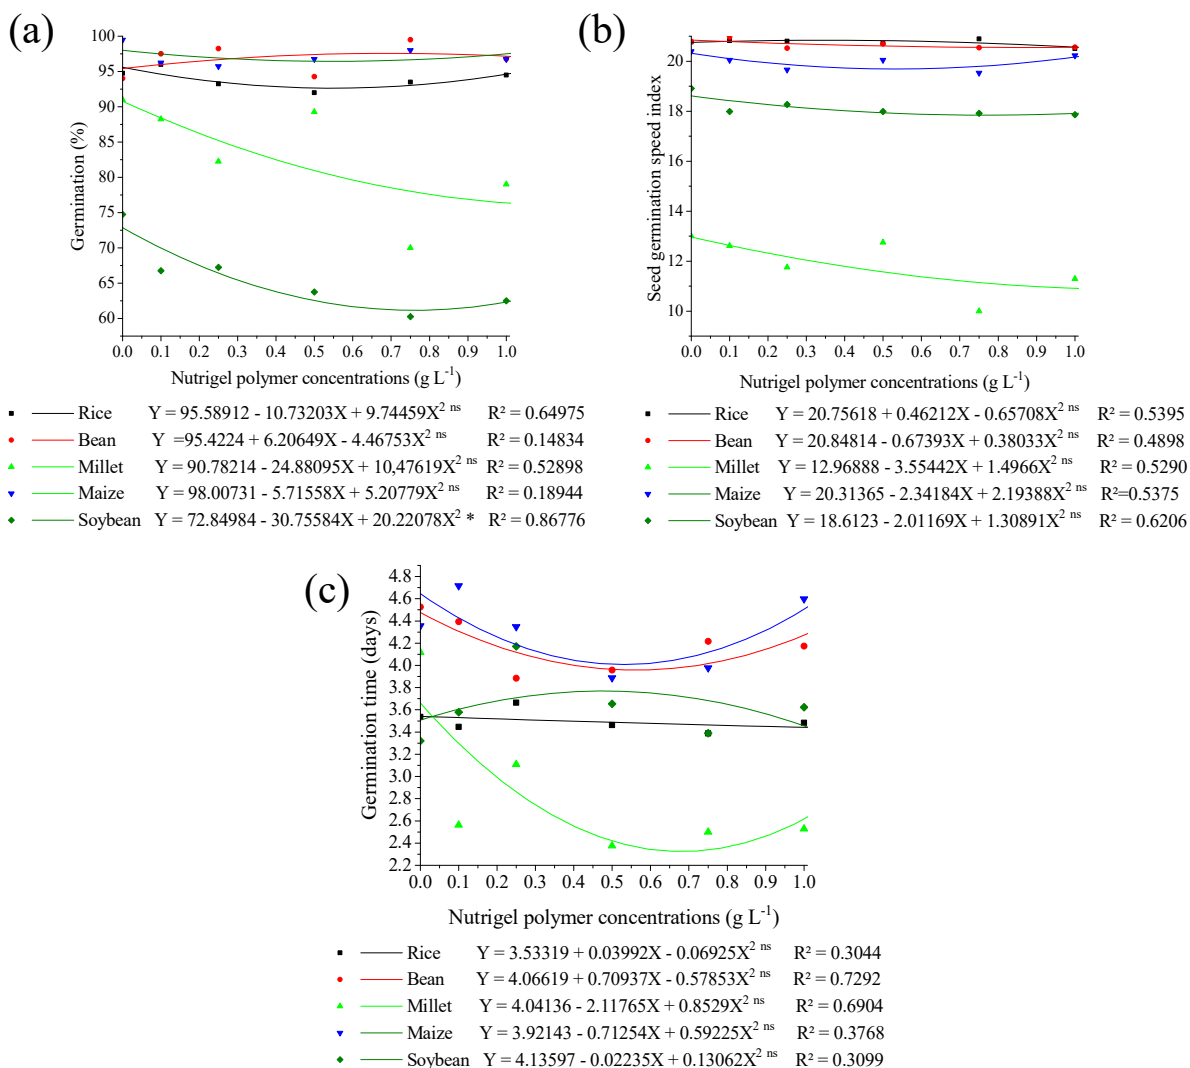 (a)
100
95
90
85
80
75
70
65
60
Germination (%)
0.0 0.1 0.2 0.3 0.4 0.5 0.6 0.7 0.8 0.9 1.0
Nutrigel polymer concentrations (g L⁻¹)
Rice Y = 95.58912 - 10.73203X + 9.74459X² ⁿˢ R² = 0.64975
Bean Y =95.4224 + 6.20649X - 4.46753X² ⁿˢ R² = 0.14834
Millet Y = 90.78214 - 24.88095X + 10,47619X² ⁿˢ R² = 0.52898
Maize Y = 98.00731 - 5.71558X + 5.20779X² ⁿˢ R² = 0.18944
Soybean Y = 72.84984 - 30.75584X + 20.22078X² * R² = 0.86776
(b)
20
18
16
14
12
10
Seed germination speed index
0.0 0.1 0.2 0.3 0.4 0.5 0.6 0.7 0.8 0.9 1.0
Nutrigel polymer concentrations (g L⁻¹)
Rice Y = 20.75618 + 0.46212X - 0.65708X² ⁿˢ R² = 0.5395
Bean Y = 20.84814 - 0.67393X + 0.38033X² ⁿˢ R² = 0.4898
Millet Y = 12.96888 - 3.55442X + 1.4966X² ⁿˢ R² = 0.5290
Maize Y = 20.31365 - 2.34184X + 2.19388X² ⁿˢ R²=0.5375
Soybean Y = 18.6123 - 2.01169X + 1.30891X² ⁿˢ R² = 0.6206
(c)
4.8
4.6
4.4
4.2
4.0
3.8
3.6
3.4
3.2
3.0
2.8
2.6
2.4
2.2
Germination time (days)
0.0 0.1 0.2 0.3 0.4 0.5 0.6 0.7 0.8 0.9 1.0
Nutrigel polymer concentrations (g L⁻¹)
Rice Y = 3.53319 + 0.03992X - 0.06925X² ⁿˢ R² = 0.3044
Bean Y = 4.06619 + 0.70937X - 0.57853X² ⁿˢ R² = 0.7292
Millet Y = 4.04136 - 2.11765X + 0.8529X² ⁿˢ R² = 0.6904
Maize Y = 3.92143 - 0.71254X + 0.59225X² ⁿˢ R² = 0.3768
Soybean Y = 4.13597 - 0.02235X + 0.13062X² ⁿˢ R² = 0.3099